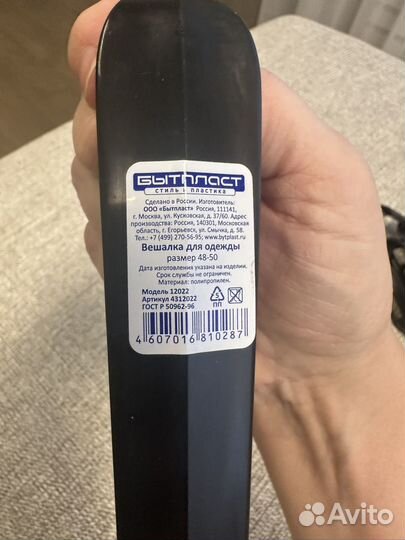 БЫТПЛАСТ
СТИЛЬ И ПЛАСТИКА
Сделано в России. Изготовитель:
ООО «Бытпласт» Россия, 111141,
г. Москва, ул. Кусковская, д. 37/60. Адрес
производства: Россия, 140301, Московская
область, г. Егорьевск, ул. Смычка, д. 58.
Тел.: +7 (499) 270-56-95; www.bytplast.ru
Вешалка для одежды
размер 48-50
Дата изготовления указана на изделии.
Срок службы не ограничен.
Материал: полипропилен.
Модель 12022
Артикул 4312022
ГОСТ Р 50962-96
5
ПП
4 607016 810287
Avito